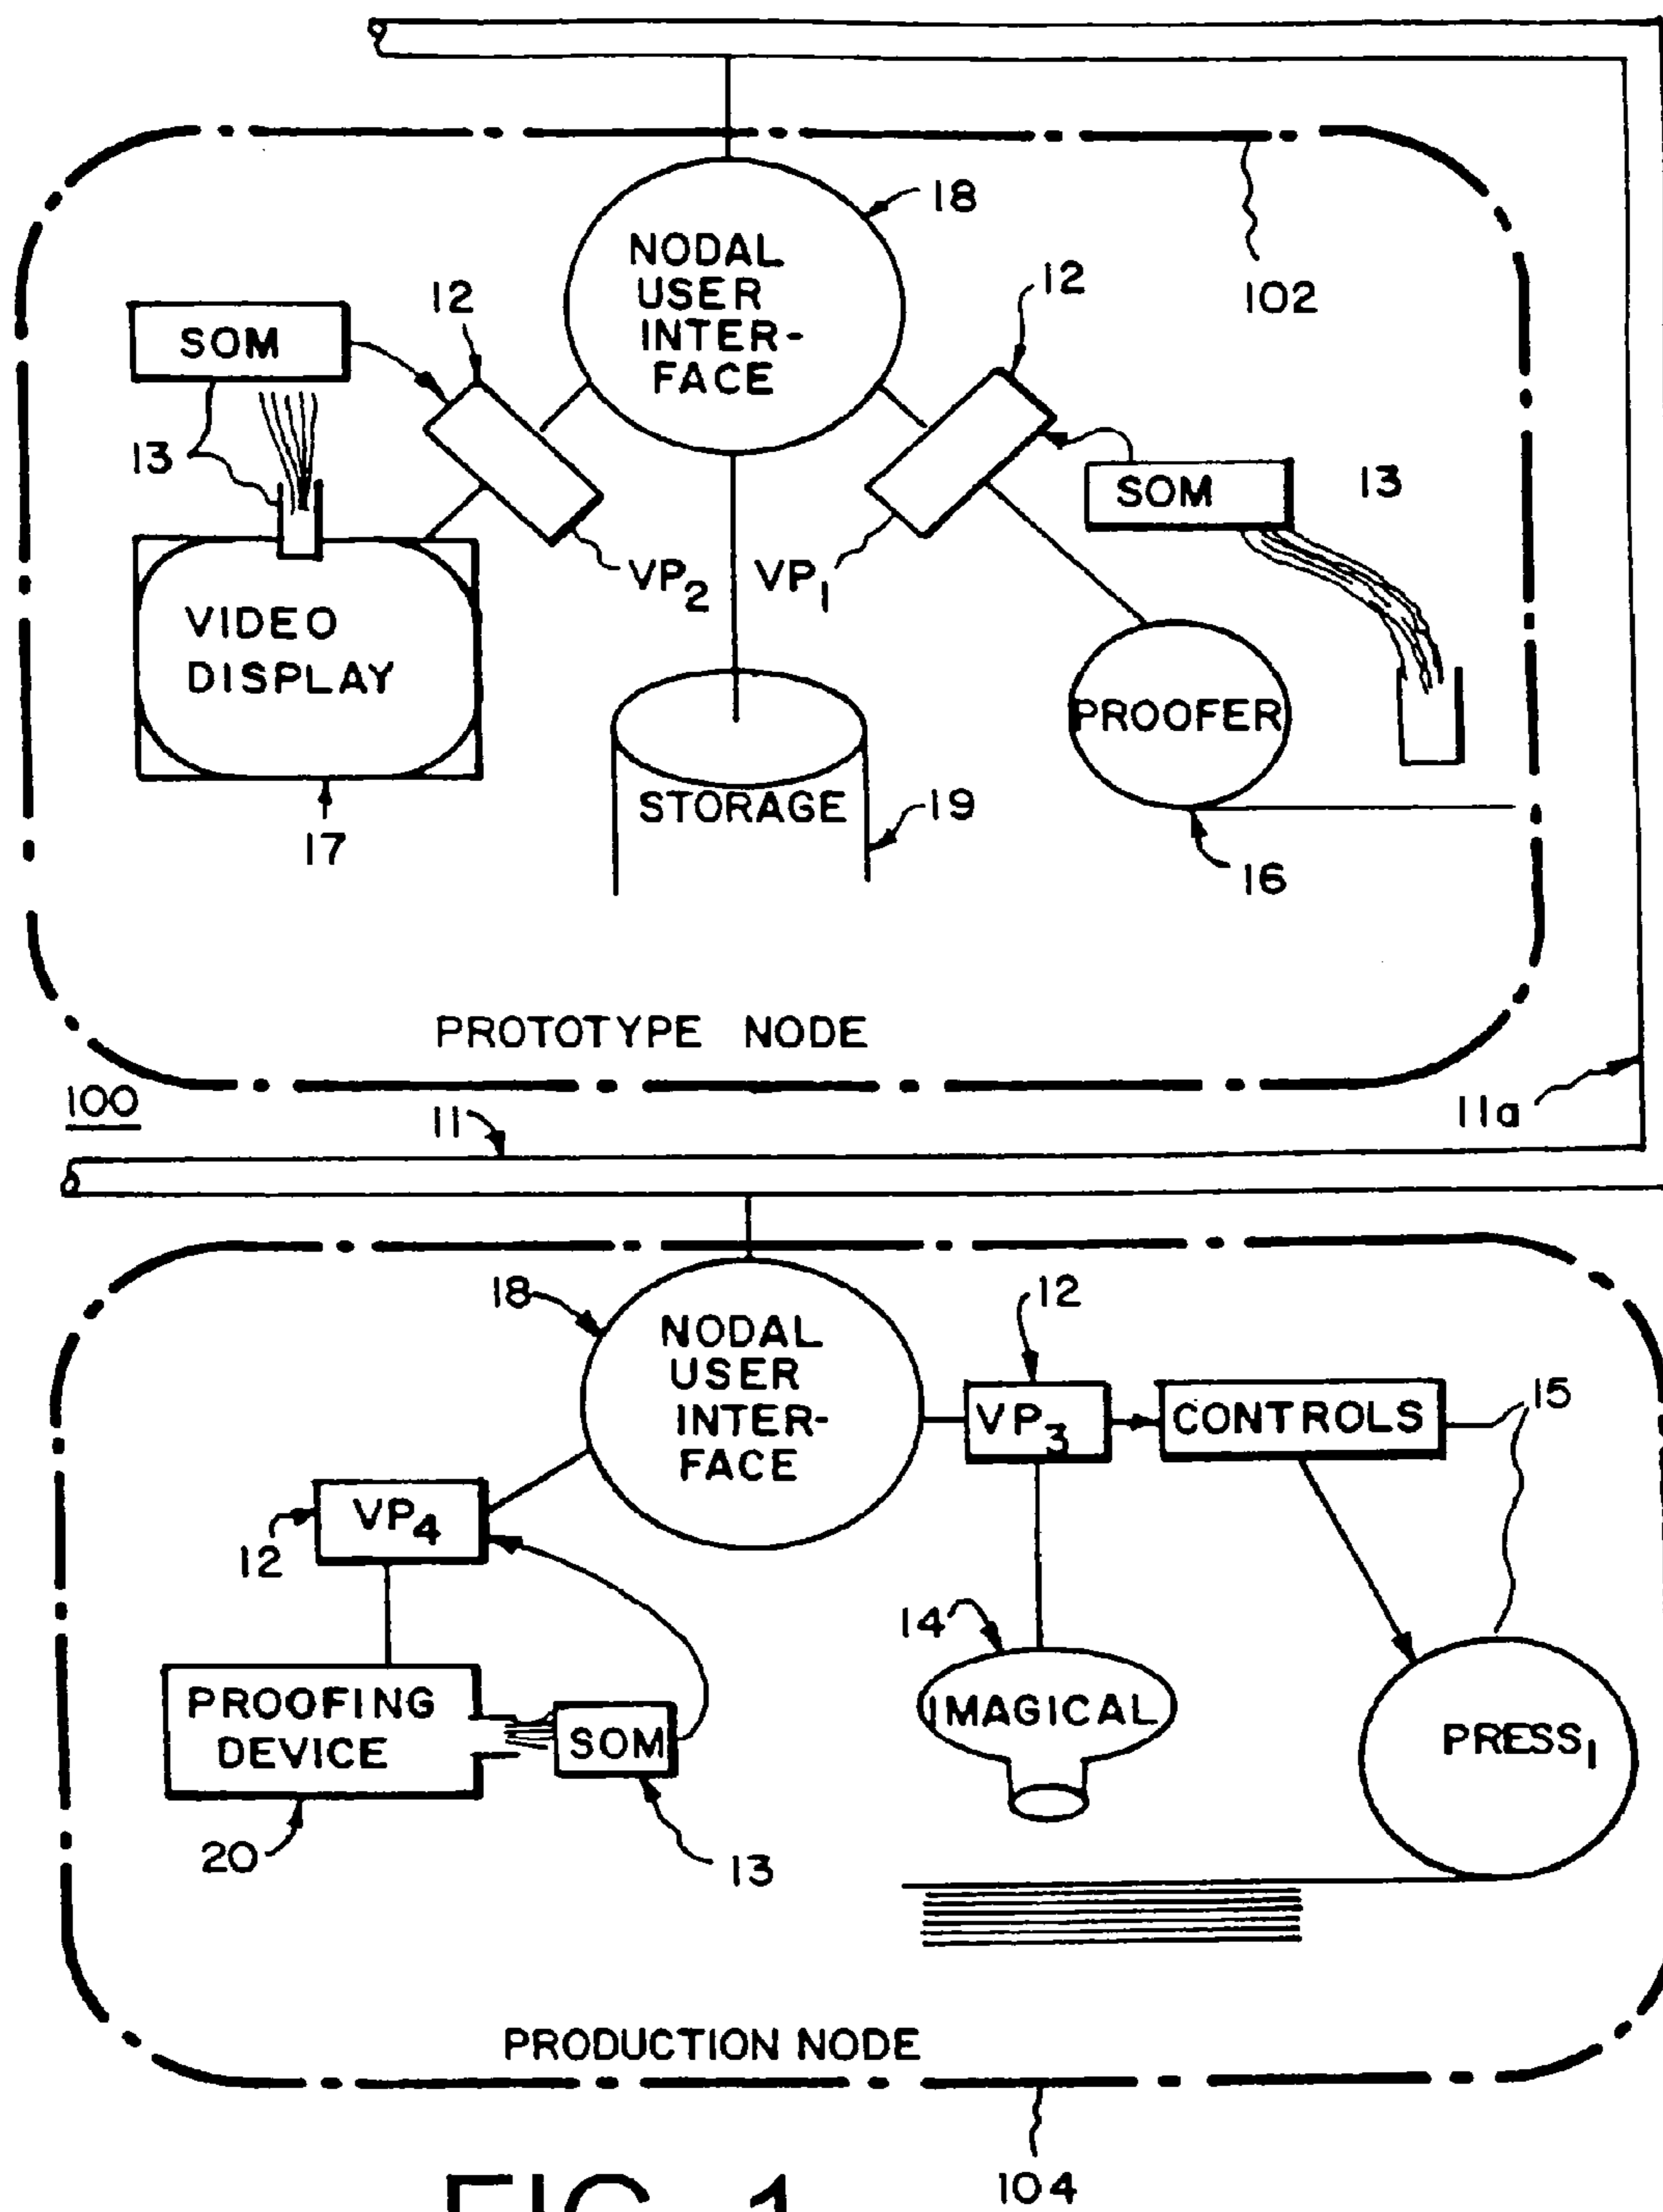 18
NODAL
USER
INTER-
FACE
12
12
102
SOM
13
SOM
13
VP2
VP1
VIDEO
DISPLAY
PROOFER
STORAGE
19
17
16
PROTOTYPE NODE
100
11
11a
18
NODAL
USER
INTER-
FACE
12
VP3
CONTROLS
15
VP4
12
14
IMAGICAL
PROOFING
DEVICE
SOM
PRESS1
20
13
PRODUCTION NODE
104
FIG. 1